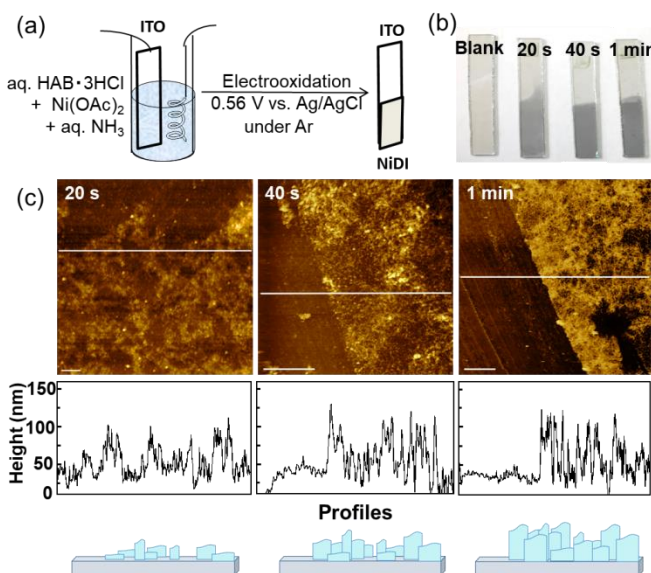 (a)
ITO
ITO
aq. HAB·3HCl
+ Ni(OAc)₂
+ aq. NH₃
Electrooxidation
0.56 V vs. Ag/AgCl
under Ar
NiDI
(b)
Blank 20 s 40 s 1 min
(c)
20 s 40 s 1 min
Height (nm)
150
100
50
0
Profiles